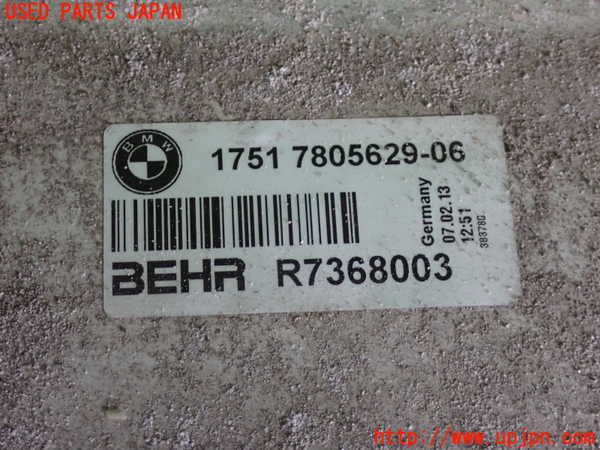 USED PARTS JAPAN
BMW
1751 7805629-06
Germany
07.02.13
12:51
383780
BEHR R7368003
http://www.upjpn.com/